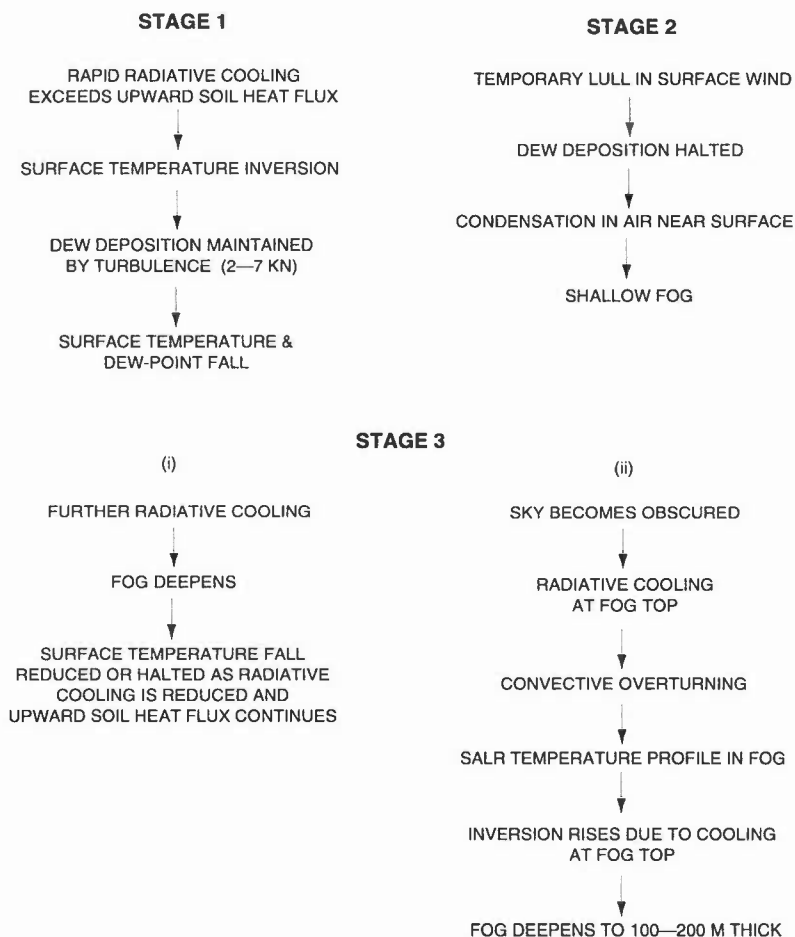 STAGE 1
RAPID RADIATIVE COOLING
EXCEEDS UPWARD SOIL HEAT FLUX
SURFACE TEMPERATURE INVERSION
DEW DEPOSITION MAINTAINED
BY TURBULENCE (2—7 KN)
SURFACE TEMPERATURE &
DEW-POINT FALL
STAGE 2
TEMPORARY LULL IN SURFACE WIND
DEW DEPOSITION HALTED
CONDENSATION IN AIR NEAR SURFACE
SHALLOW FOG
STAGE 3
(i)
FURTHER RADIATIVE COOLING
FOG DEEPENS
SURFACE TEMPERATURE FALL
REDUCED OR HALTED AS RADIATIVE
COOLING IS REDUCED AND
UPWARD SOIL HEAT FLUX CONTINUES
(ii)
SKY BECOMES OBSCURED
RADIATIVE COOLING
AT FOG TOP
CONVECTIVE OVERTURNING
SALR TEMPERATURE PROFILE IN FOG
INVERSION RISES DUE TO COOLING
AT FOG TOP
FOG DEEPENS TO 100—200 M THICK